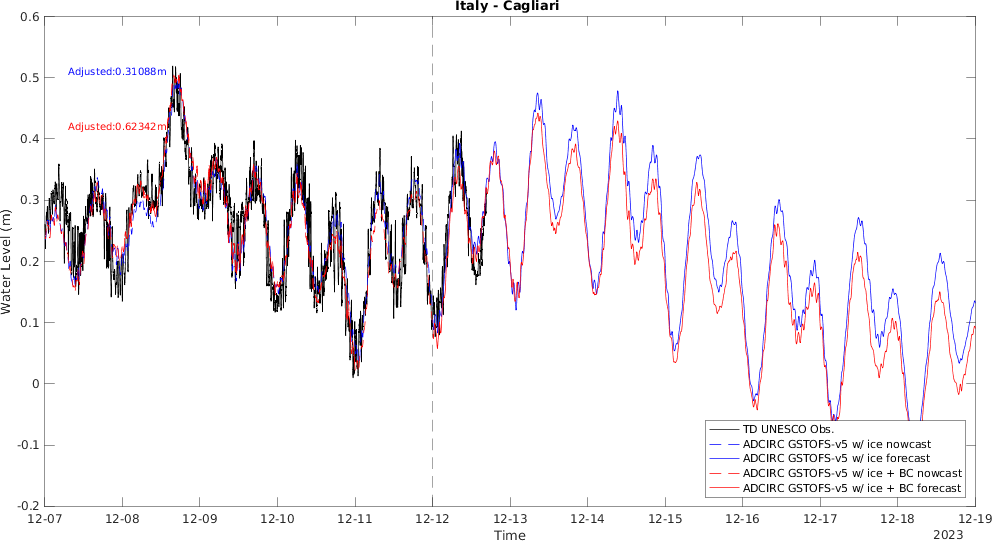 Italy - Cagliari
Water Level (m)
0.6
0.5
0.4
0.3
0.2
0.1
0
-0.1
-0.2
Adjusted:0.31088m
Adjusted:0.62342m
TD UNESCO Obs.
ADCIRC GSTOFS-v5 w/ ice nowcast
ADCIRC GSTOFS-v5 w/ ice forecast
ADCIRC GSTOFS-v5 w/ ice + BC nowcast
ADCIRC GSTOFS-v5 w/ ice + BC forecast
12-07 12-08 12-09 12-10 12-11 12-12 12-13 12-14 12-15 12-16 12-17 12-18 12-19
Time
2023